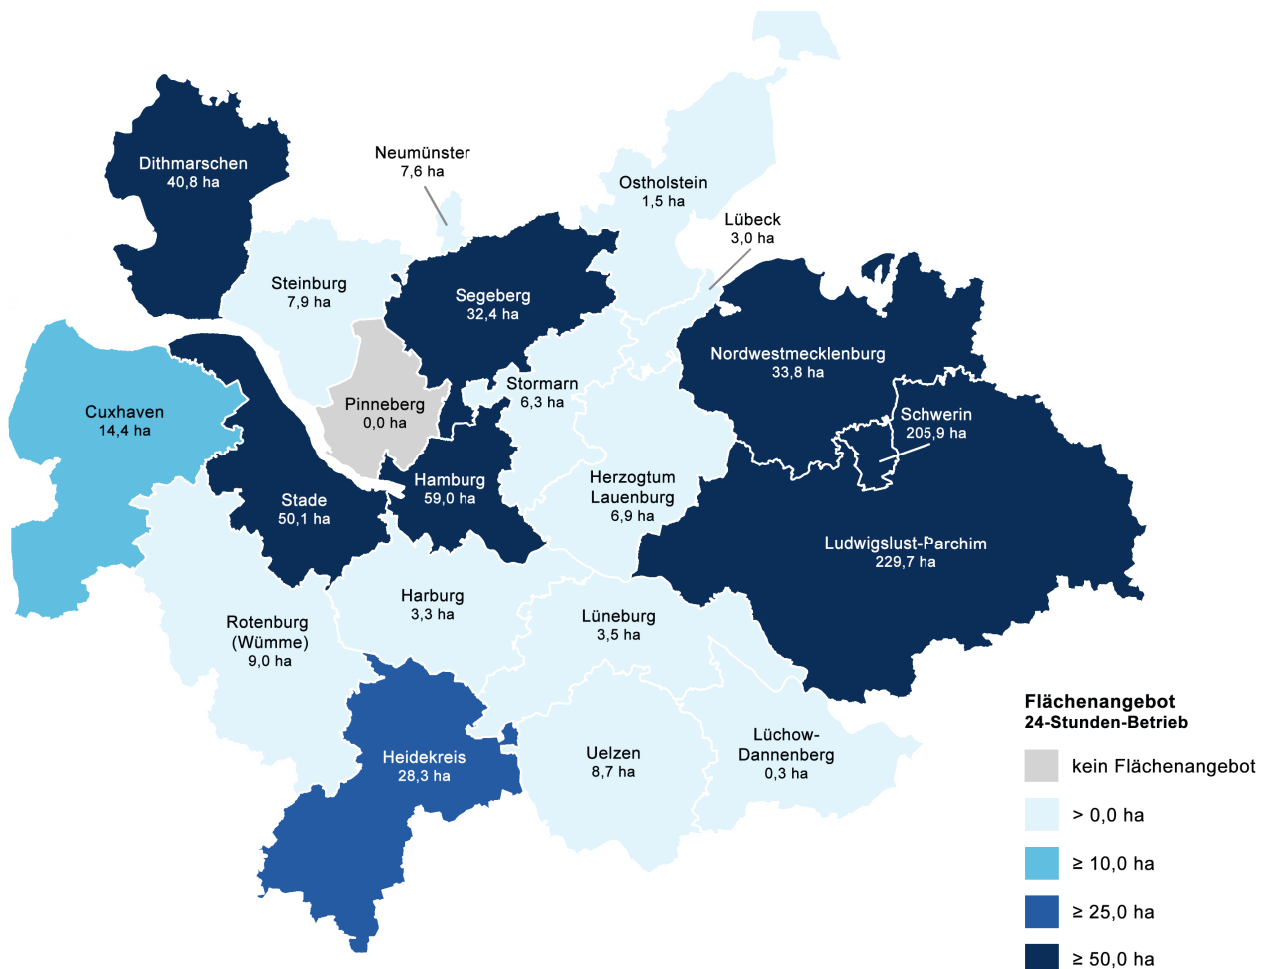 Dithmarschen
40,8 ha
Neumünster
7,6 ha
Ostholstein
1,5 ha
Lübeck
3,0 ha
Steinburg
7,9 ha
Segeberg
32,4 ha
Nordwestmecklenburg
33,8 ha
Stormarn
6,3 ha
Pinneberg
0,0 ha
Cuxhaven
14,4 ha
Schwerin
205,9 ha
Hamburg
59,0 ha
Stade
50,1 ha
Herzogtum
Lauenburg
6,9 ha
Ludwigslust-Parchim
229,7 ha
Harburg
3,3 ha
Lüneburg
3,5 ha
Rotenburg
(Wümme)
9,0 ha
Heidekreis
28,3 ha
Uelzen
8,7 ha
Lüchow-
Dannenberg
0,3 ha
Flächenangebot
24-Stunden-Betrieb
kein Flächenangebot
> 0,0 ha
≥ 10,0 ha
≥ 25,0 ha
≥ 50,0 ha